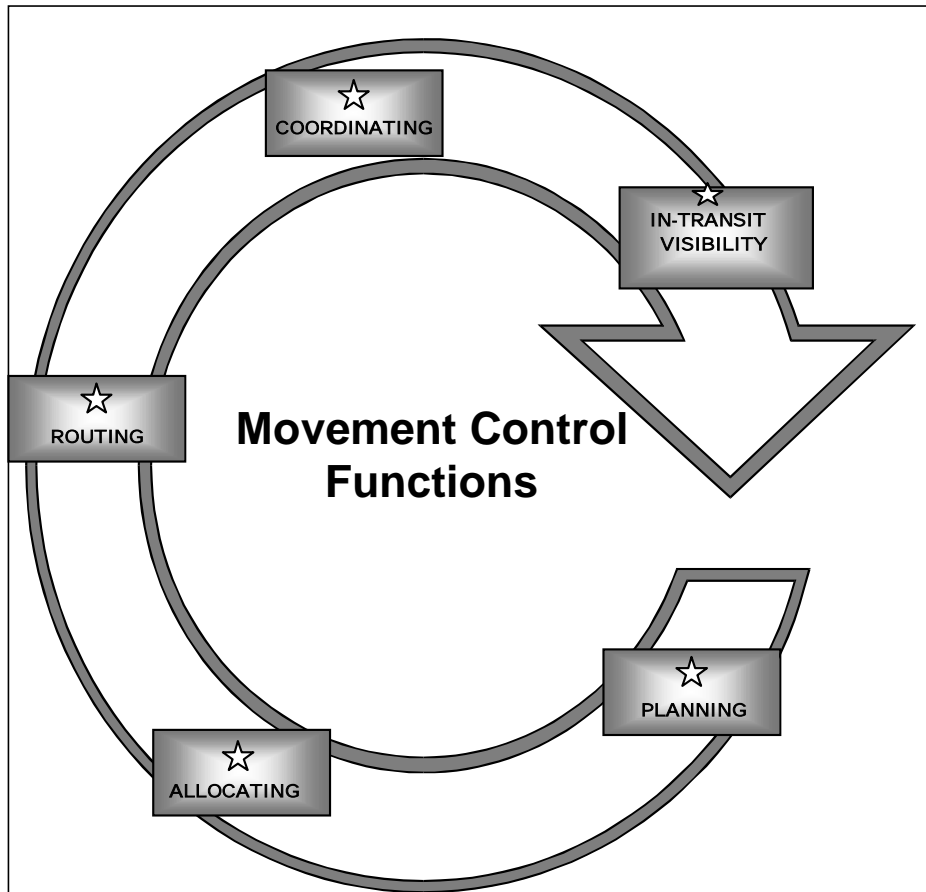 COORDINATING
IN-TRANSIT
VISIBILITY
ROUTING
Movement Control
Functions
PLANNING
ALLOCATING